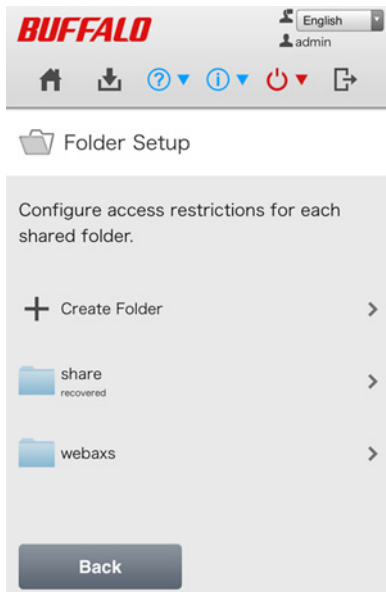 BUFFALO
English
admin
Folder Setup
Configure access restrictions for each
shared folder.
Create Folder
share
recovered
webaxs
Back